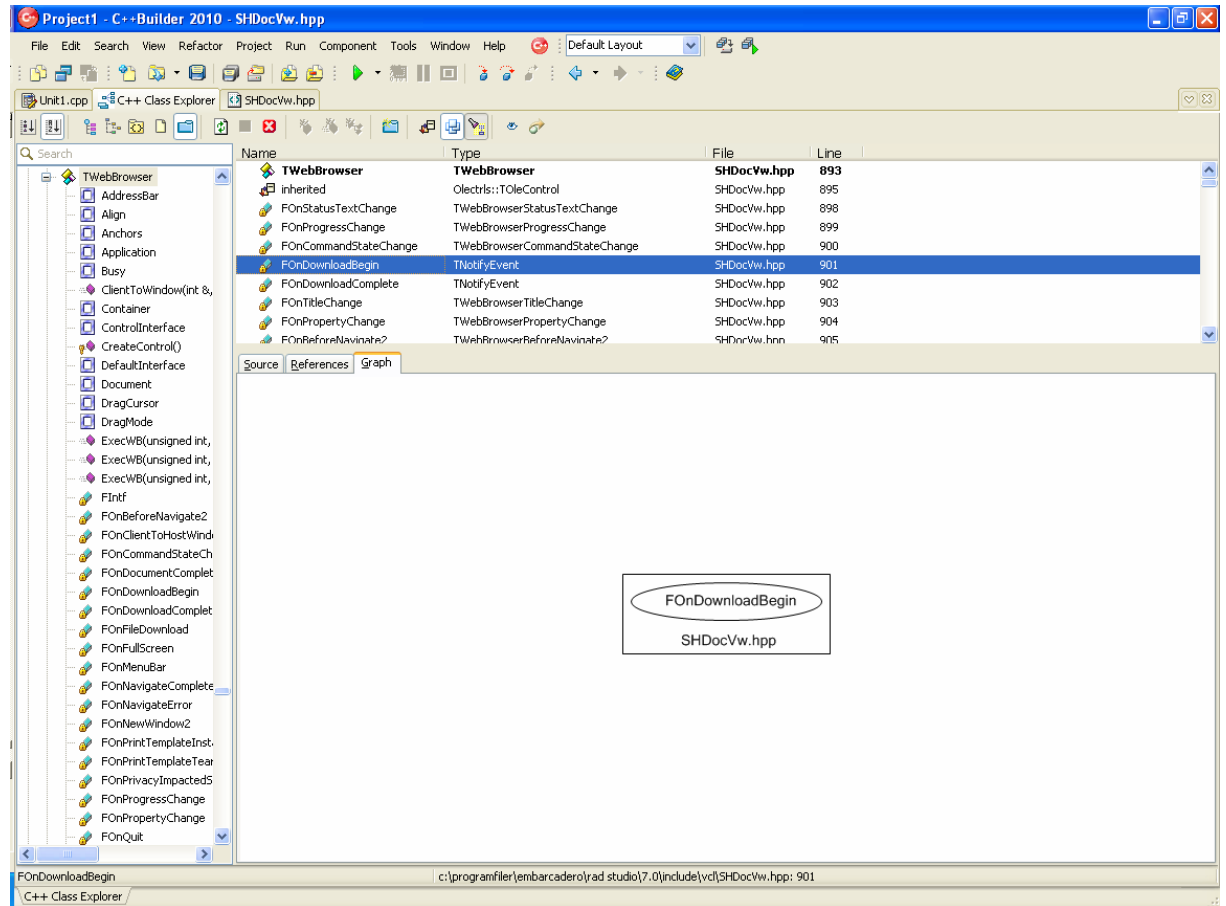 Project1 - C++Builder 2010 - SHDocVw.hpp
File Edit Search View Refactor Project Run Component Tools Window Help Default Layout
Unit1.cpp C++ Class Explorer SHDocVw.hpp
Search
TWebBrowser
AddressBar
Align
Anchors
Application
Busy
ClientToWindow(int &,
Container
ControlInterface
CreateControl()
DefaultInterface
Document
DragCursor
DragMode
ExecWB(unsigned int,
ExecWB(unsigned int,
ExecWB(unsigned int,
FIntf
FOnBeforeNavigate2
FOnClientToHostWind
FOnCommandStateCh
FOnDocumentComplet
FOnDownloadBegin
FOnDownloadComplet
FOnFileDownload
FOnFullScreen
FOnMenuBar
FOnNavigateComplete
FOnNavigateError
FOnNewWindow2
FOnPrintTemplateInst
FOnPrintTemplateTear
FOnPrivacyImpactedS
FOnProgressChange
FOnPropertyChange
FOnQuit
Name Type File Line
TWebBrowser TWebBrowser SHDocVw.hpp 893
inherited Olectrls::TOleControl SHDocVw.hpp 895
FOnStatusTextChange TWebBrowserStatusTextChange SHDocVw.hpp 898
FOnProgressChange TWebBrowserProgressChange SHDocVw.hpp 899
FOnCommandStateChange TWebBrowserCommandStateChange SHDocVw.hpp 900
FOnDownloadBegin TNotifyEvent SHDocVw.hpp 901
FOnDownloadComplete TNotifyEvent SHDocVw.hpp 902
FOnTitleChange TWebBrowserTitleChange SHDocVw.hpp 903
FOnPropertyChange TWebBrowserPropertyChange SHDocVw.hpp 904
FOnBeforeNavigate2 TWebBrowserBeforeNavigate2 SHDocVw.hpp 905
Source References Graph
FOnDownloadBegin
SHDocVw.hpp
FOnDownloadBegin c:\programfiler\embarcadero\rad studio\7.0\include\vcl\SHDocVw.hpp: 901
C++ Class Explorer